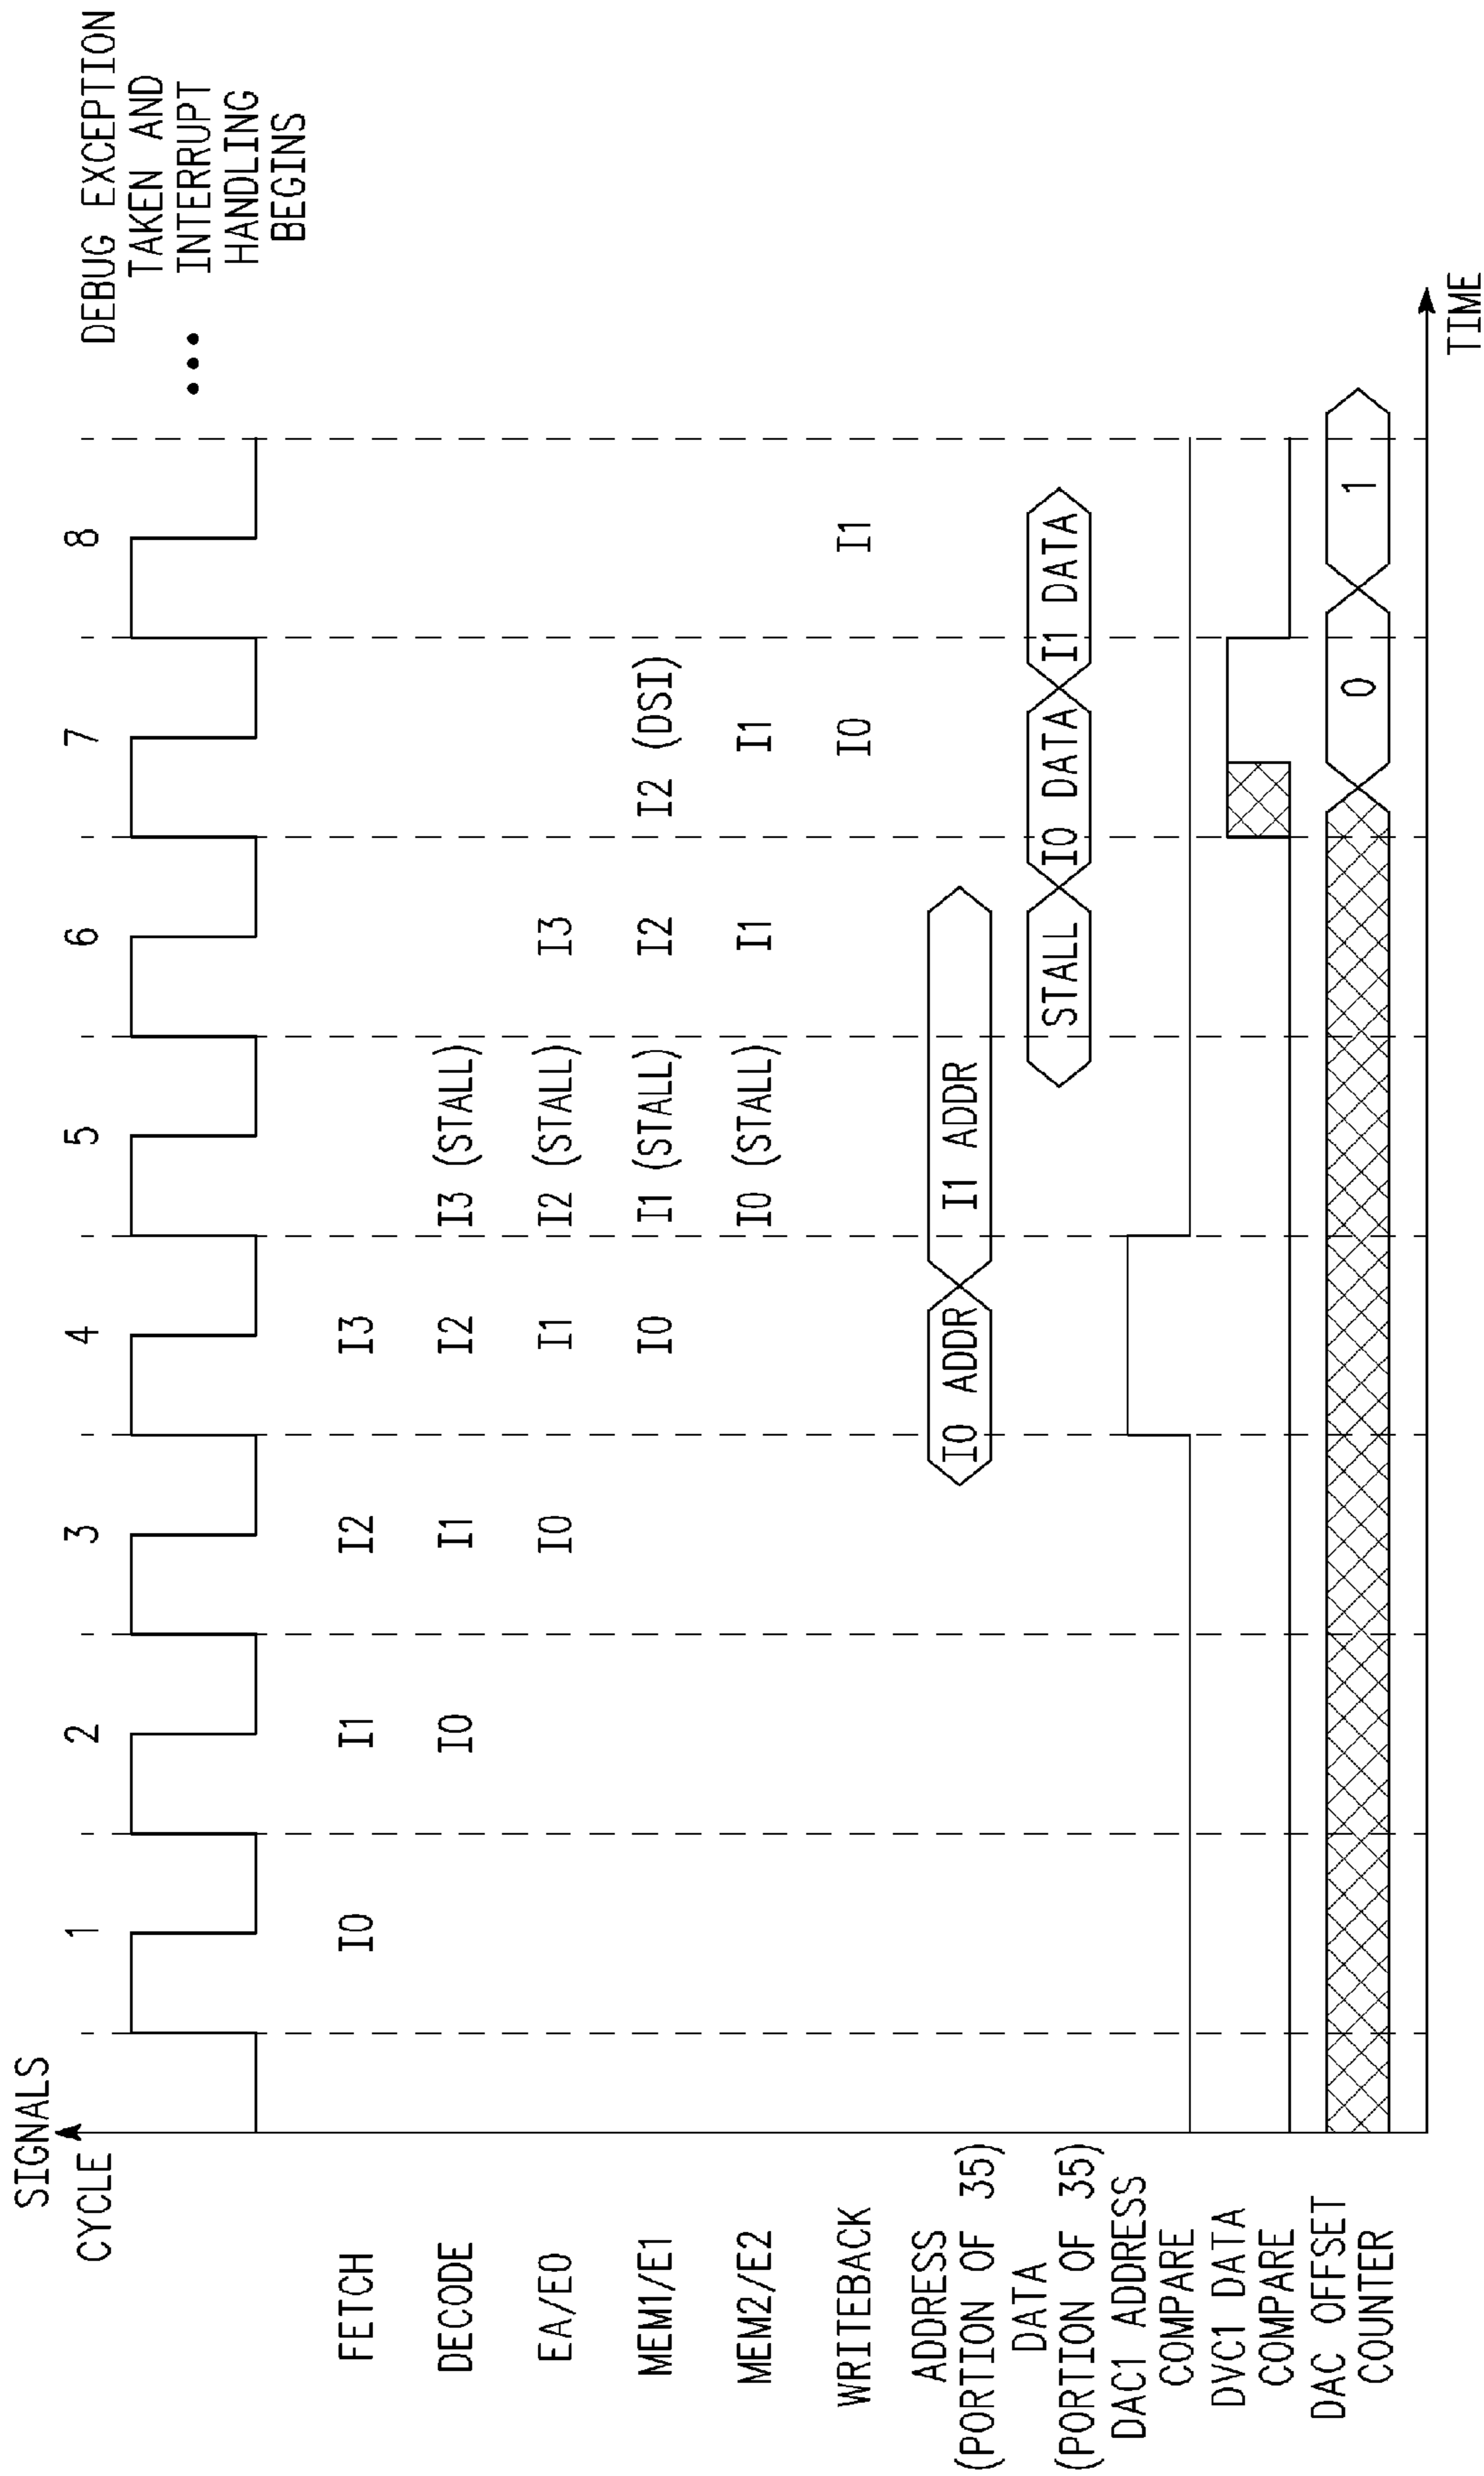 SIGNALS
CYCLE 1 2 3 4 5 6 7 8
DEBUG EXCEPTION
TAKEN AND
INTERRUPT
HANDLING
BEGINS
FETCH I0 I1 I2 I3
DECODE I0 I1 I2 I3 (STALL)
EA/E0 I0 I1 I2 (STALL) I3
MEM1/E1 I0 I1 (STALL) I2 I2 (DSI)
MEM2/E2 I0 (STALL) I1 I1
WRITEBACK I0 I1
ADDRESS
(PORTION OF 35) I0 ADDR I1 ADDR
DATA
(PORTION OF 35) STALL I0 DATA I1 DATA
DAC1 ADDRESS
COMPARE
DVC1 DATA
COMPARE
DAC OFFSET
COUNTER 0 1
TIME